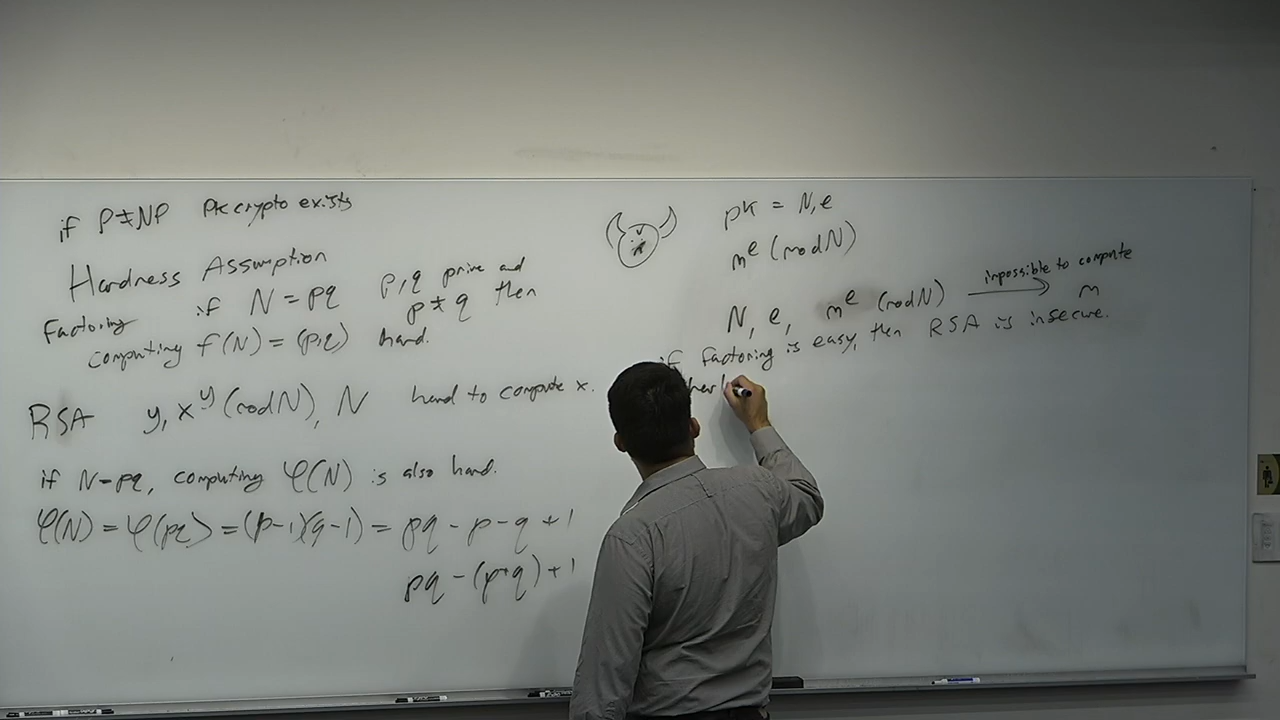 if P≠NP PK crypto exists
Hardness Assumption
Factoring if N = pq p,q prime and p ≠ q then
computing f(N) = (p,q) hard.
RSA y, x^y (mod N), N hard to compute x.
if N=pq, computing φ(N) is also hard.
φ(N) = φ(pq) = (p-1)(q-1) = pq - p - q + 1
pq - (p+q) + 1
pk = N,e
m^e (mod N)
N, e, m^e (mod N) impossible to compute → m
if factoring is easy, then RSA is insecure.